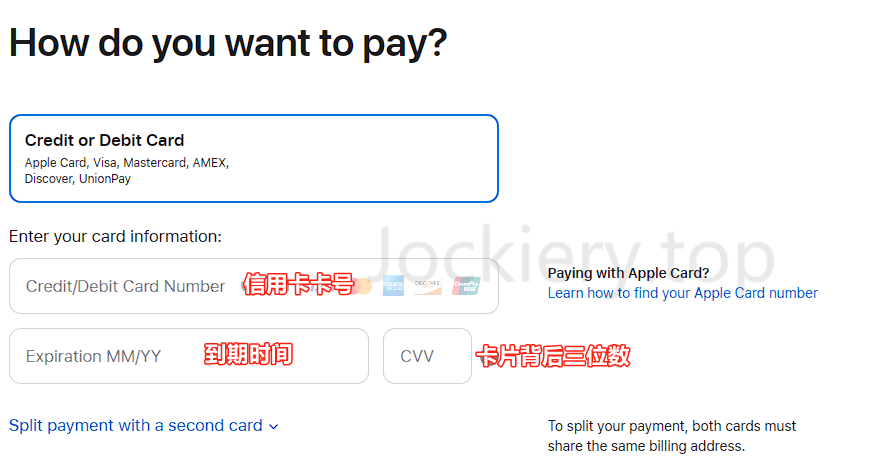 How do you want to pay?
Credit or Debit Card
Apple Card, Visa, Mastercard, AMEX,
Discover, UnionPay
Enter your card information:
Jockiery.top
Credit/Debit Card Number 信用卡卡号 DISCOVER UnionPay
Paying with Apple Card?
Learn how to find your Apple Card number
Expiration MM/YY 到期时间 CVV 卡片背后三位数
Split payment with a second card
To split your payment, both cards must
share the same billing address.